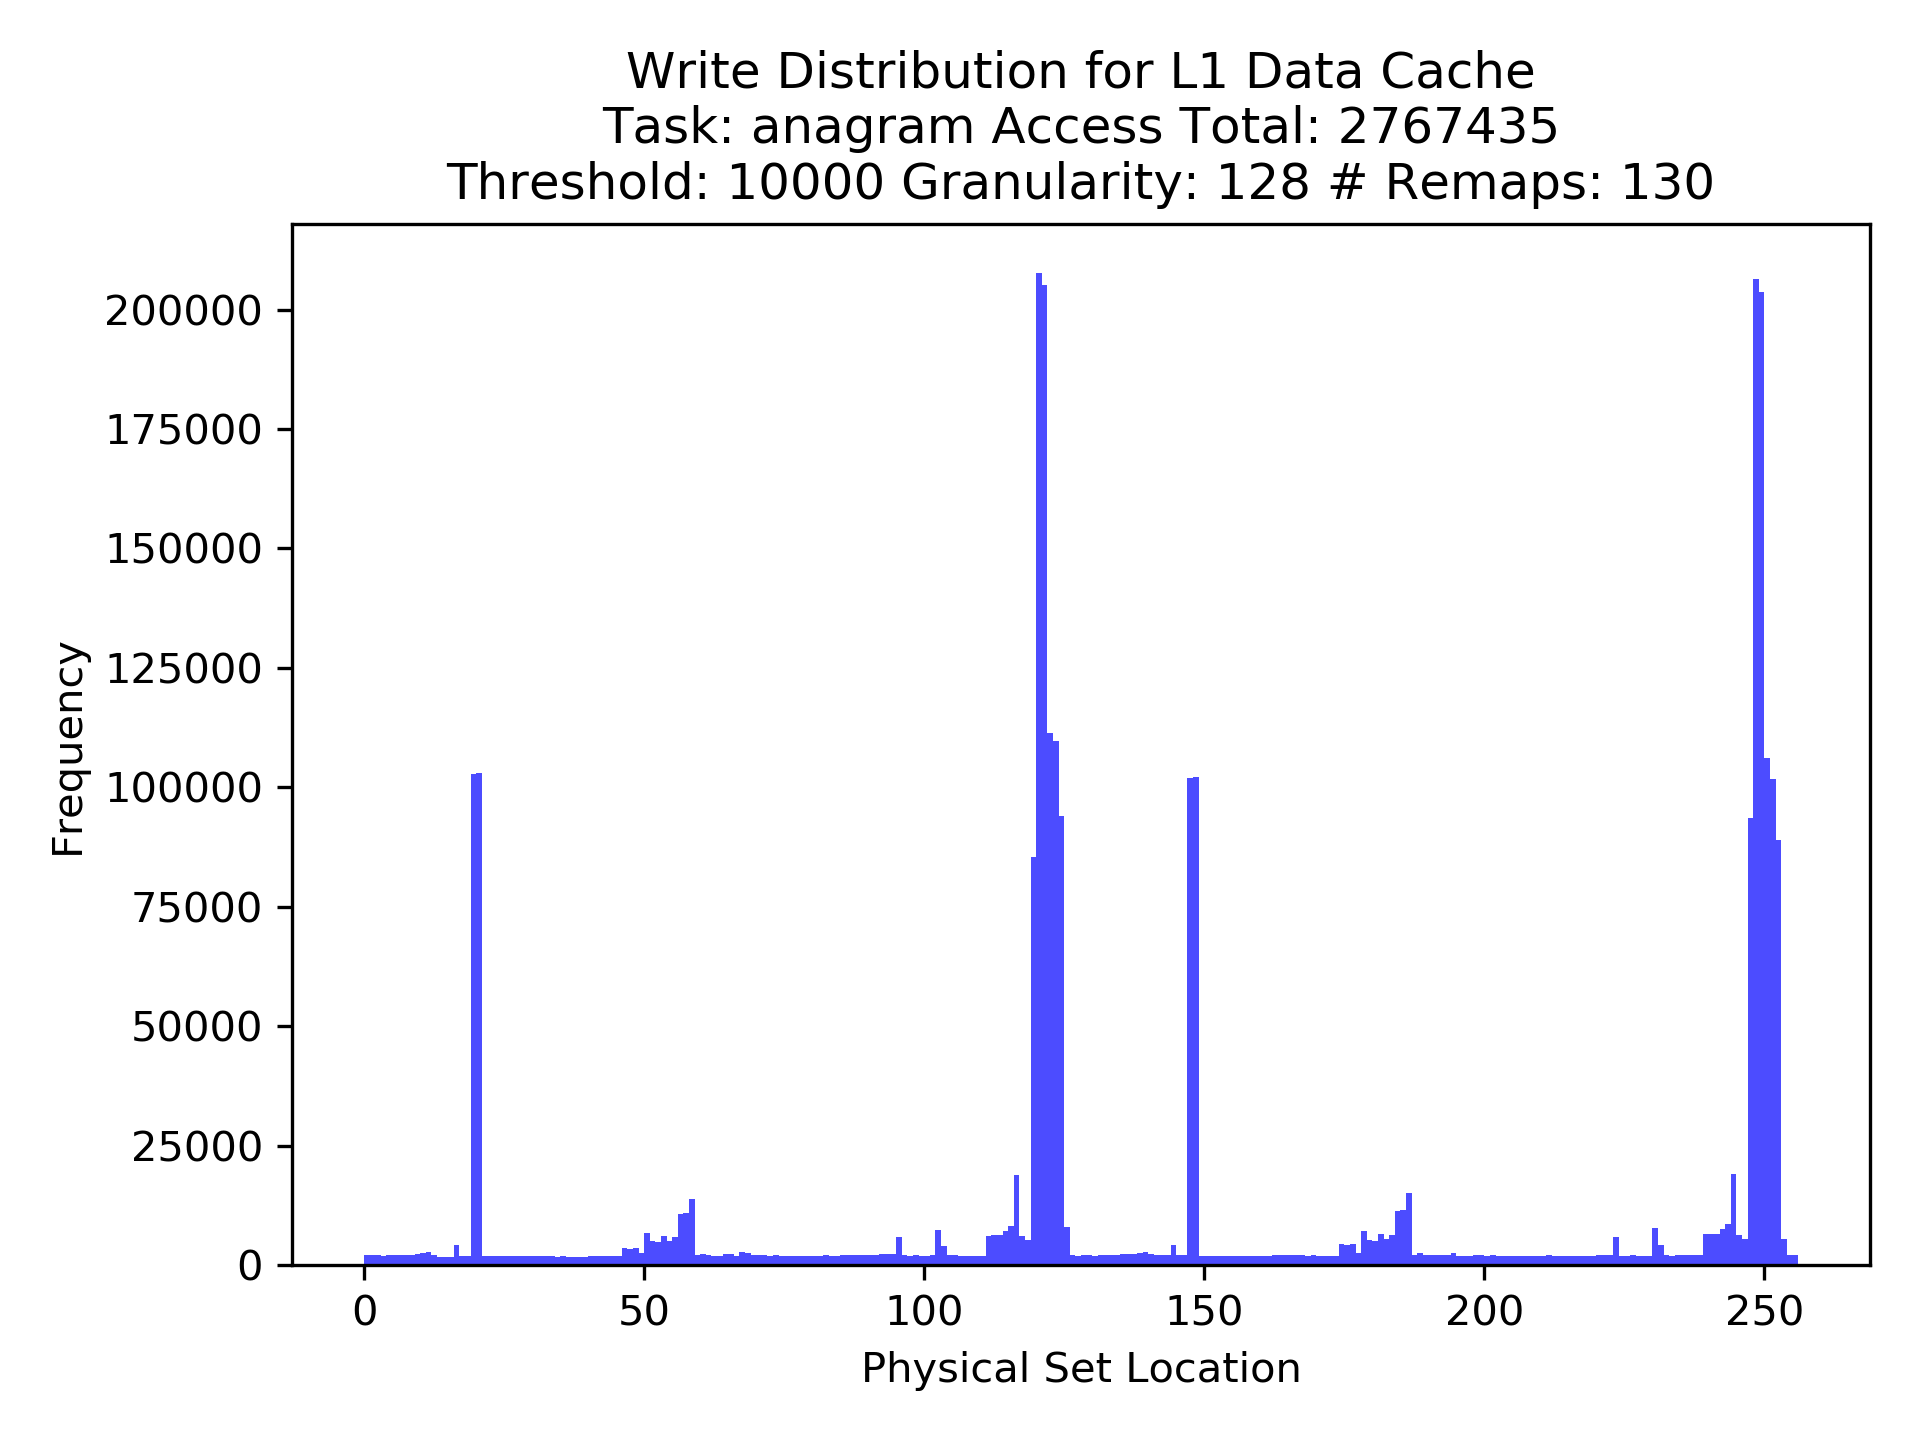 Write Distribution for L1 Data Cache
Task: anagram Access Total: 2767435
Threshold: 10000 Granularity: 128 # Remaps: 130
Frequency
200000
175000
150000
125000
100000
75000
50000
25000
0
0 50 100 150 200 250
Physical Set Location